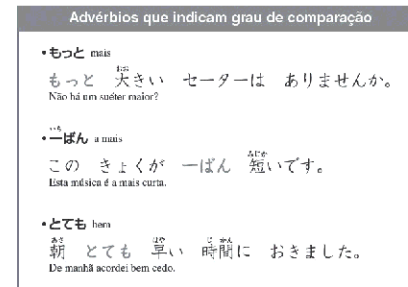 Advérbios que indicam grau de comparação
• もっと mais
もっと 大きい セーターは ありませんか。
Não há um suéter maior?
• 一ばん a mais
この きょくが 一ばん 短いです。
Esta música é a mais curta.
• とても bem
朝 とても 早い 時間に おきました。
De manhã acordei bem cedo.